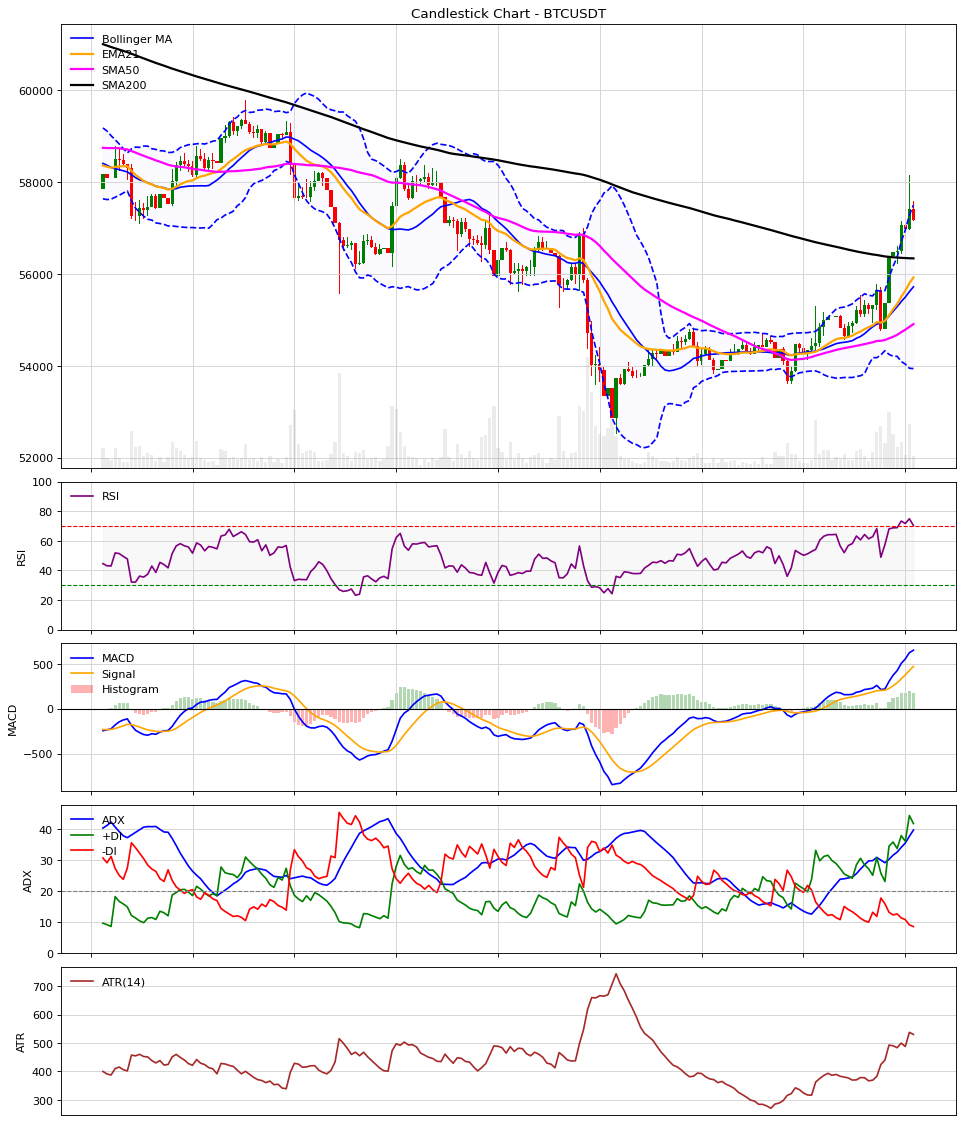 Candlestick Chart - BTCUSDT
Bollinger MA
EMA21
SMA50
SMA200
60000
58000
56000
54000
52000
RSI
100
80
60
40
20
0
RSI
MACD
Signal
Histogram
500
0
−500
MACD
ADX
+DI
-DI
40
30
20
10
0
ADX
ATR(14)
700
600
500
400
300
ATR